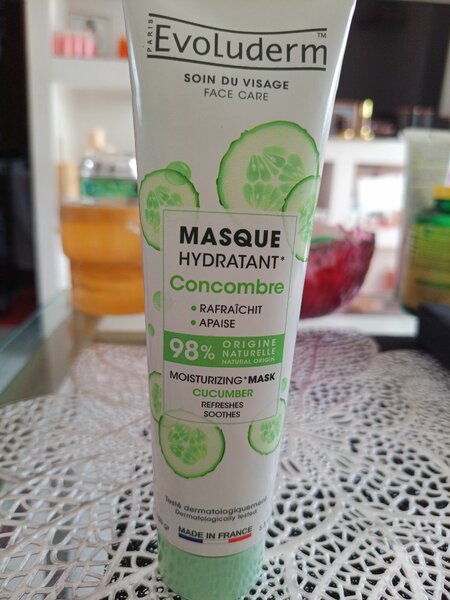 PARIS
EVOLUDERM™
SOIN DU VISAGE
FACE CARE
MASQUE
HYDRATANT*
Concombre
• RAFRAÎCHIT
• APAISE
98% ORIGINE
NATURELLE
NATURAL ORIGIN
MOISTURIZING* MASK
CUCUMBER
REFRESHES
SOOTHES
Testé dermatologiquement
Dermatologically tested
MADE IN FRANCE